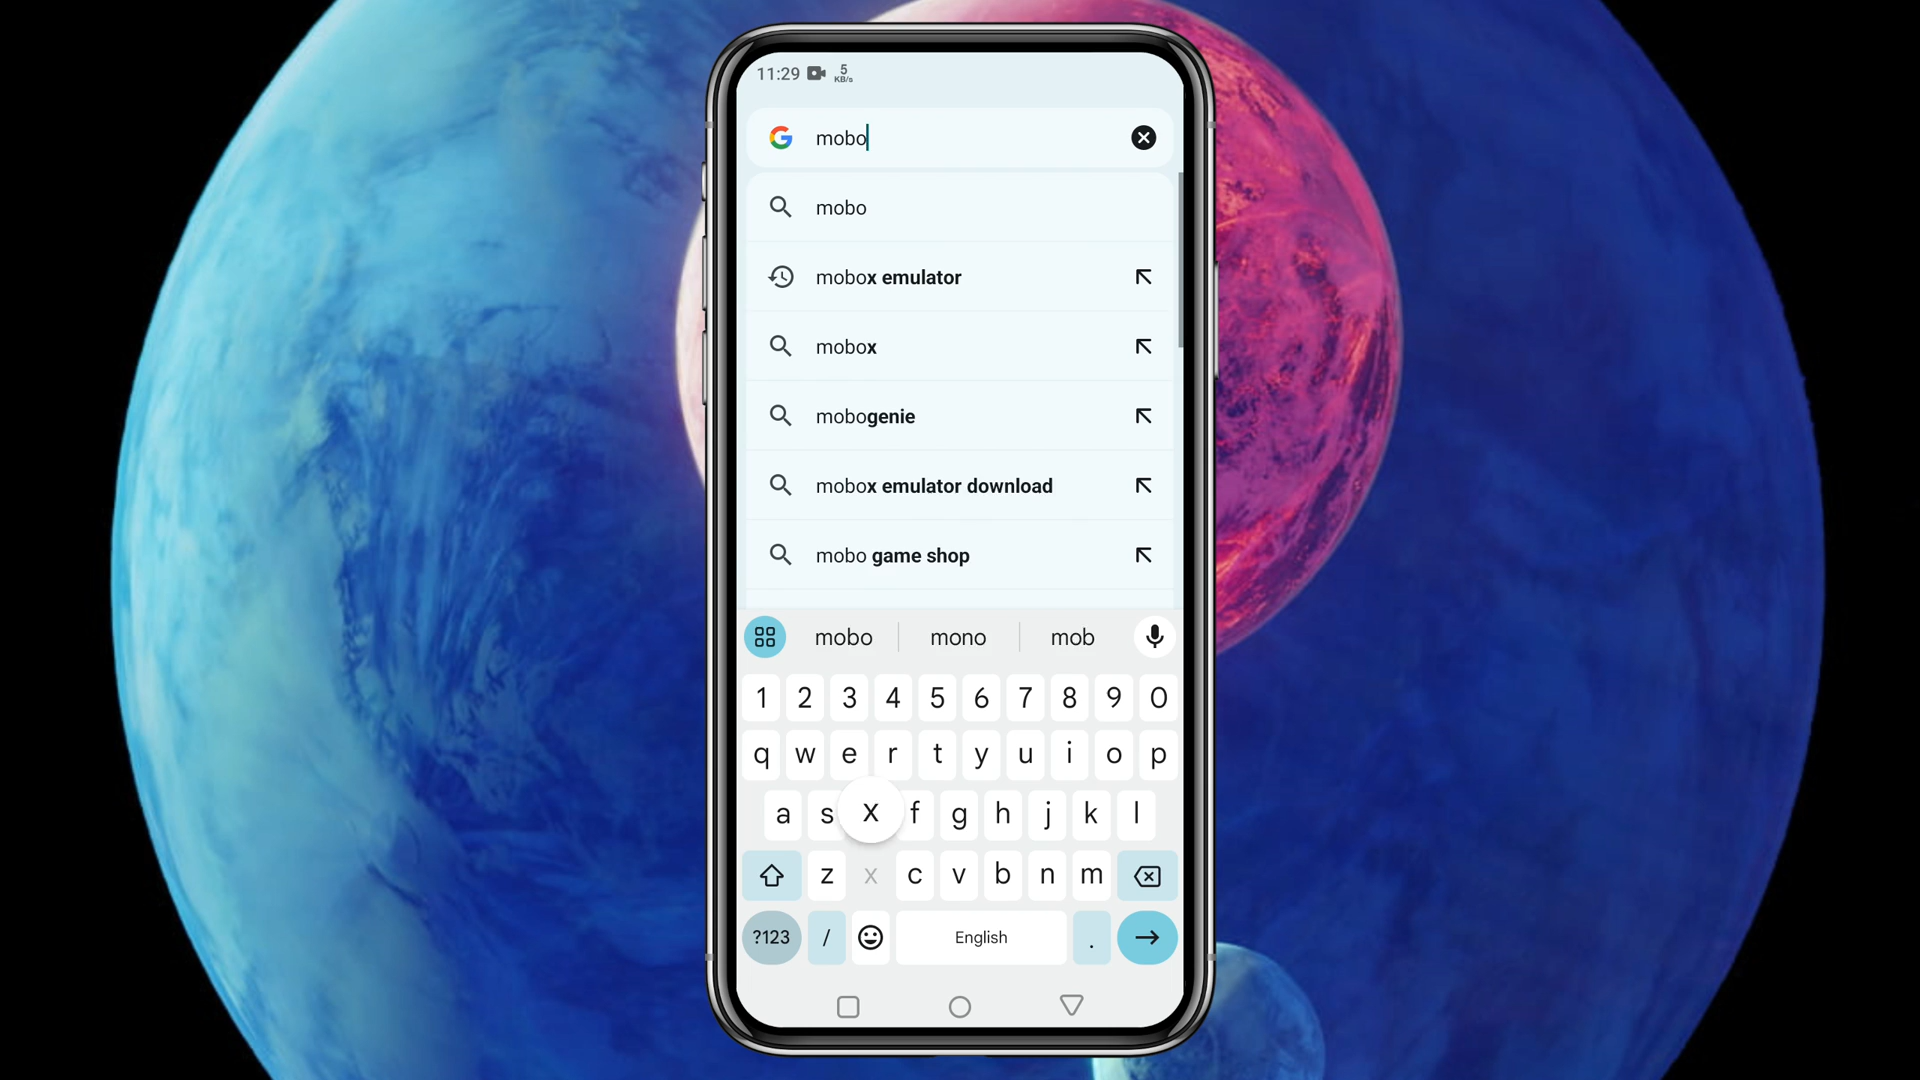 11:29 5 KB/s
mobo
mobo
mobox emulator
mobox
mobogenie
mobox emulator download
mobo game shop
mobo mono mob
1 2 3 4 5 6 7 8 9 0
q w e r t y u i o p
a s x f g h j k l
z x c v b n m
?123 / English .